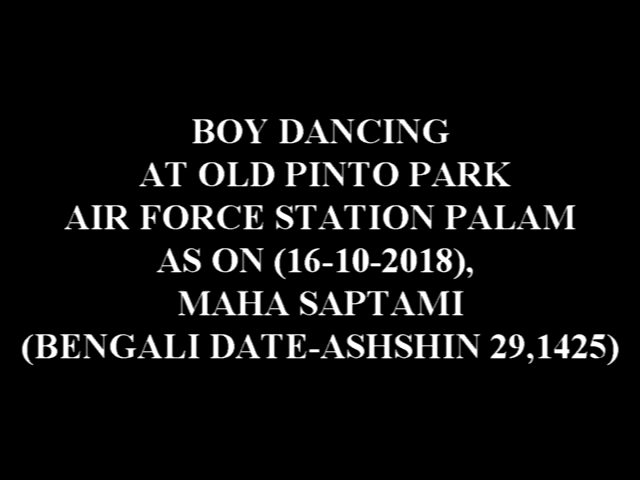 BOY DANCING
AT OLD PINTO PARK
AIR FORCE STATION PALAM
AS ON (16-10-2018),
MAHA SAPTAMI
(BENGALI DATE-ASHSHIN 29,1425)